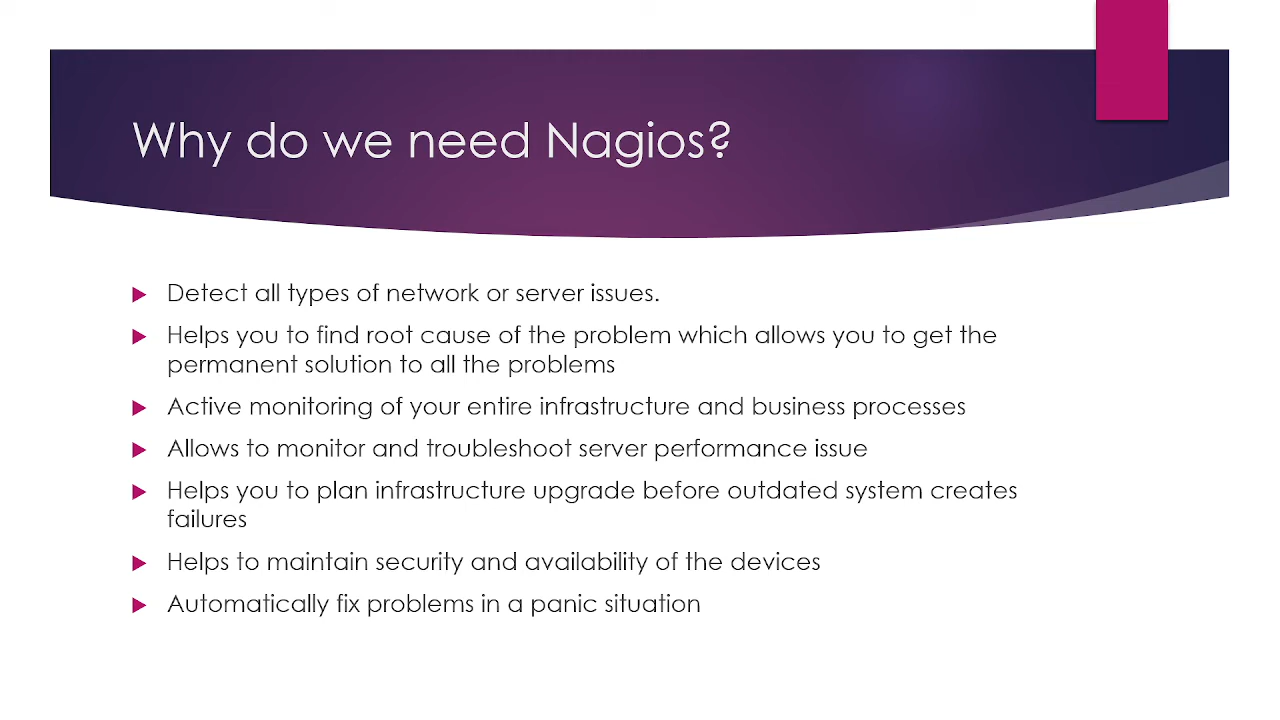 Why do we need Nagios?
Detect all types of network or server issues.
Helps you to find root cause of the problem which allows you to get the
permanent solution to all the problems
Active monitoring of your entire infrastructure and business processes
Allows to monitor and troubleshoot server performance issue
Helps you to plan infrastructure upgrade before outdated system creates
failures
Helps to maintain security and availability of the devices
Automatically fix problems in a panic situation